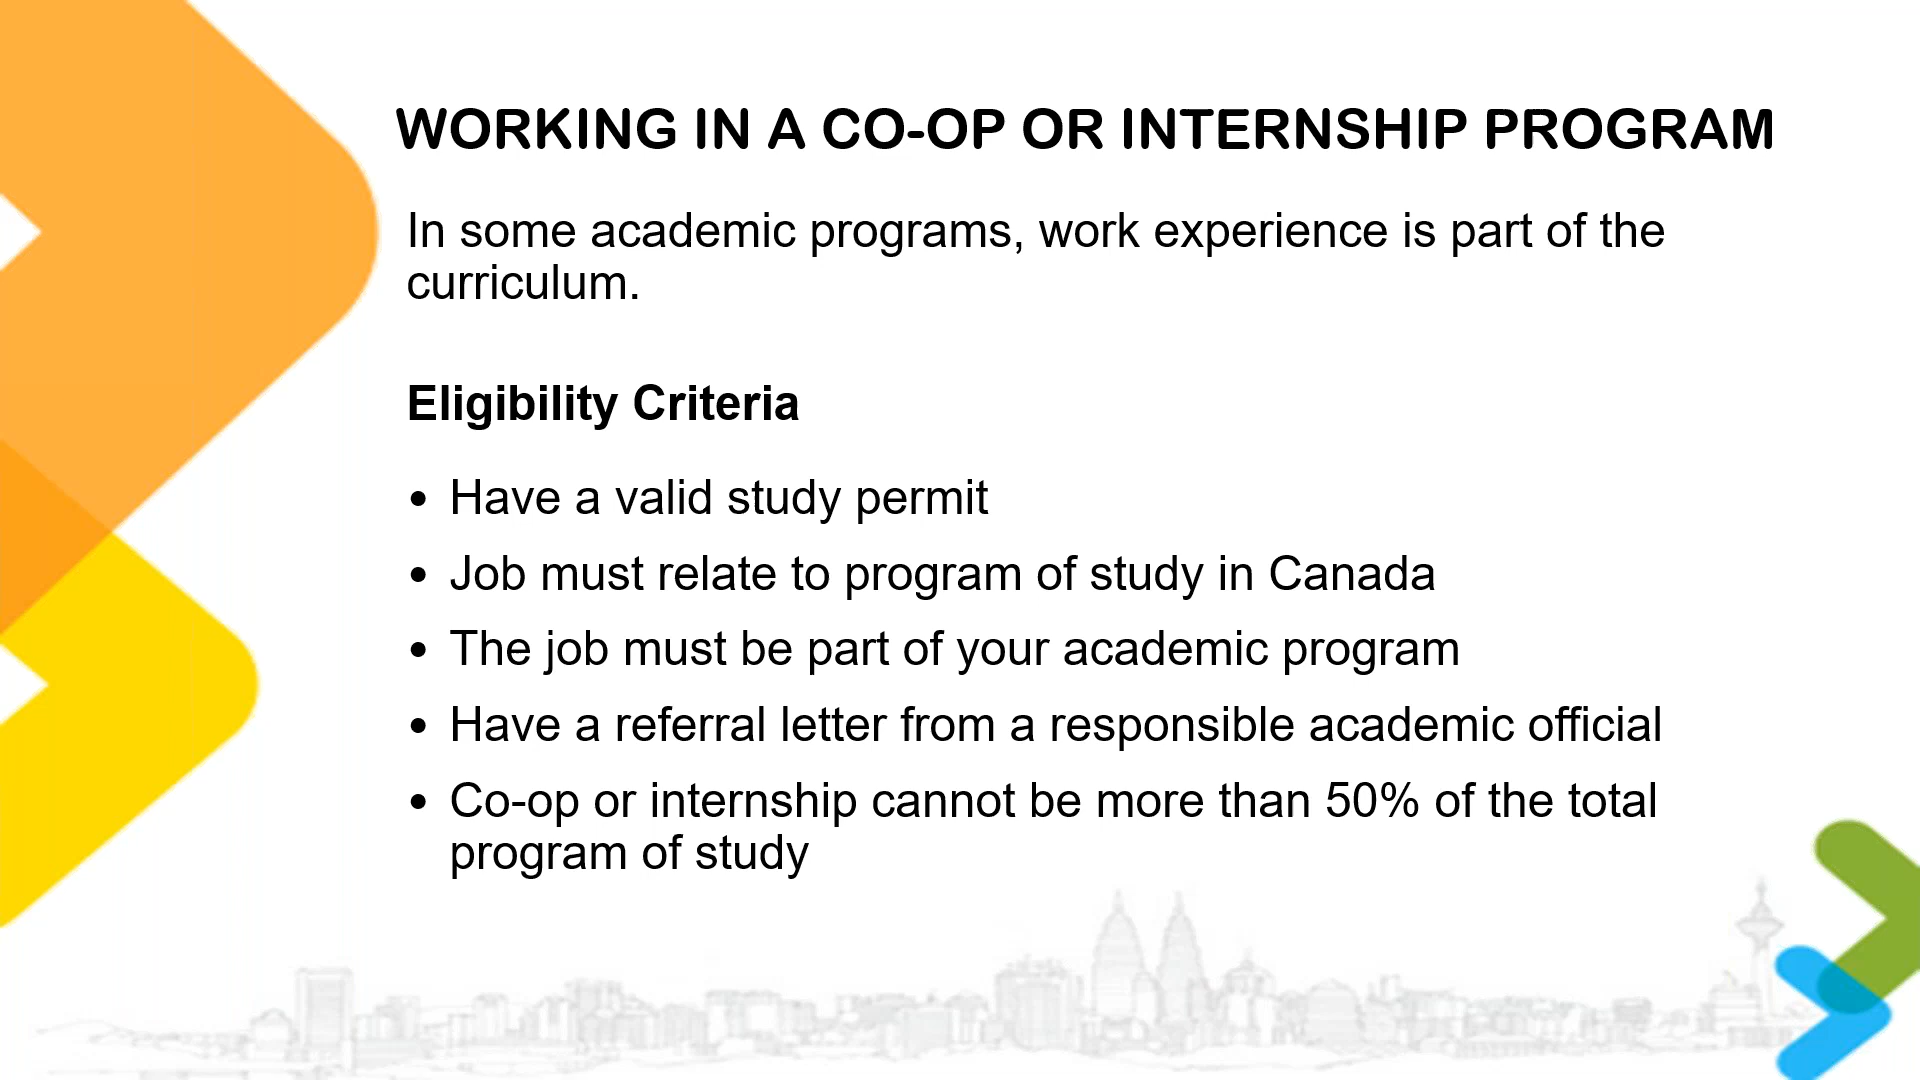 WORKING IN A CO-OP OR INTERNSHIP PROGRAM
In some academic programs, work experience is part of the
curriculum.
Eligibility Criteria
• Have a valid study permit
• Job must relate to program of study in Canada
• The job must be part of your academic program
• Have a referral letter from a responsible academic official
• Co-op or internship cannot be more than 50% of the total
program of study